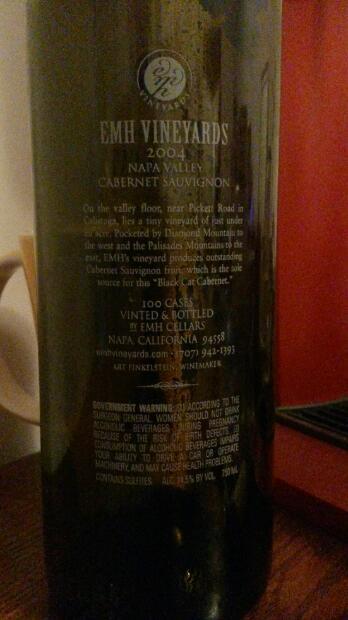 emh
VINEYARDS
EMH VINEYARDS
2004
NAPA VALLEY
CABERNET SAUVIGNON
On the valley floor, near Pickett Road in
Calistoga, lies a tiny vineyard of just under
an acre. Pocketed by Diamond Mountain to
the west and the Palisades Mountains to the
east, EMH's vineyard produces outstanding
Cabernet Sauvignon fruit, which is the sole
source for this "Black Cat Cabernet."
100 CASES
VINTED & BOTTLED
BY EMH CELLARS
NAPA, CALIFORNIA 94558
emhvineyards.com • (707) 942-1393
ART FINKELSTEIN, WINEMAKER
GOVERNMENT WARNING: (1) ACCORDING TO THE
SURGEON GENERAL, WOMEN SHOULD NOT DRINK
ALCOHOLIC BEVERAGES DURING PREGNANCY
BECAUSE OF THE RISK OF BIRTH DEFECTS. (2)
CONSUMPTION OF ALCOHOLIC BEVERAGES IMPAIRS
YOUR ABILITY TO DRIVE A CAR OR OPERATE
MACHINERY, AND MAY CAUSE HEALTH PROBLEMS.
CONTAINS SULFITES ALC. 14.5% BY VOL. 750 ML